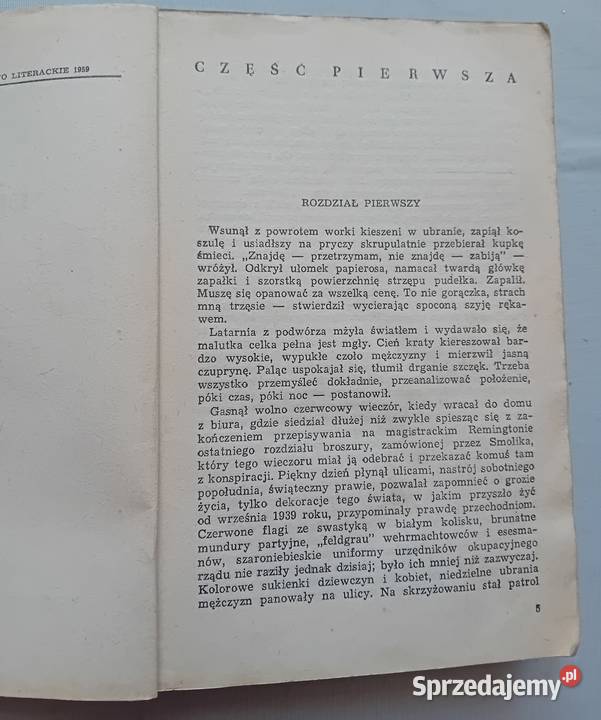 O LITERACKIE 1959
CZĘŚĆ PIERWSZA
ROZDZIAŁ PIERWSZY
Wsunął z powrotem worki kieszeni w ubranie, zapiął ko-
szulę i usiadłszy na pryczy skrupulatnie przebierał kupkę
śmieci. „Znajdę — przetrzymam, nie znajdę — zabiją” —
wróżył. Odkrył ułomek papierosa, namacał twardą główkę
zapałki i szorstką powierzchnię strzępu pudełka. Zapalił.
Muszę się opanować za wszelką cenę. To nie gorączka, strach
mną trzęsie — stwierdził wycierając spoconą szyję ręka-
wem.
Latarnia z podwórza mżyła światłem i wydawało się, że
malutka celka pełna jest mgły. Cień kraty kiereszował bar-
dzo wysokie, wypukłe czoło mężczyzny i mierzwił jasną
czuprynę. Paląc uspokajał się, tłumił drganie szczęk. Trzeba
wszystko przemyśleć dokładnie, przeanalizować położenie,
póki czas, póki noc — postanowił.
Gasnął wolno czerwcowy wieczór, kiedy wracał do domu
z biura, gdzie siedział dłużej niż zwykle spiesząc się z za-
kończeniem przepisywania na magistrackim Remingtonie
ostatniego rozdziału broszury, zamówionej przez Smolika,
który tego wieczoru miał ją odebrać i przekazać komuś tam
z konspiracji. Piękny dzień płynął ulicami, nastrój sobotniego
popołudnia, świąteczny prawie, pozwalał zapomnieć o grozie
życia, tylko dekoracje tego świata, w jakim przyszło żyć
od września 1939 roku, przypominały prawdę przechodniom.
Czerwone flagi ze swastyką w białym kolisku, brunatne
mundury partyjne, „feldgrau” wehrmachtowców i esesma-
nów, szaroniebieskie uniformy urzędników okupacyjnego
rządu nie raziły jednak dzisiaj; było ich mniej niż zazwyczaj.
Kolorowe sukienki dziewczyn i kobiet, niedzielne ubrania
mężczyzn panowały na ulicy. Na skrzyżowaniu stał patrol
5
Sprzedajemy.pl